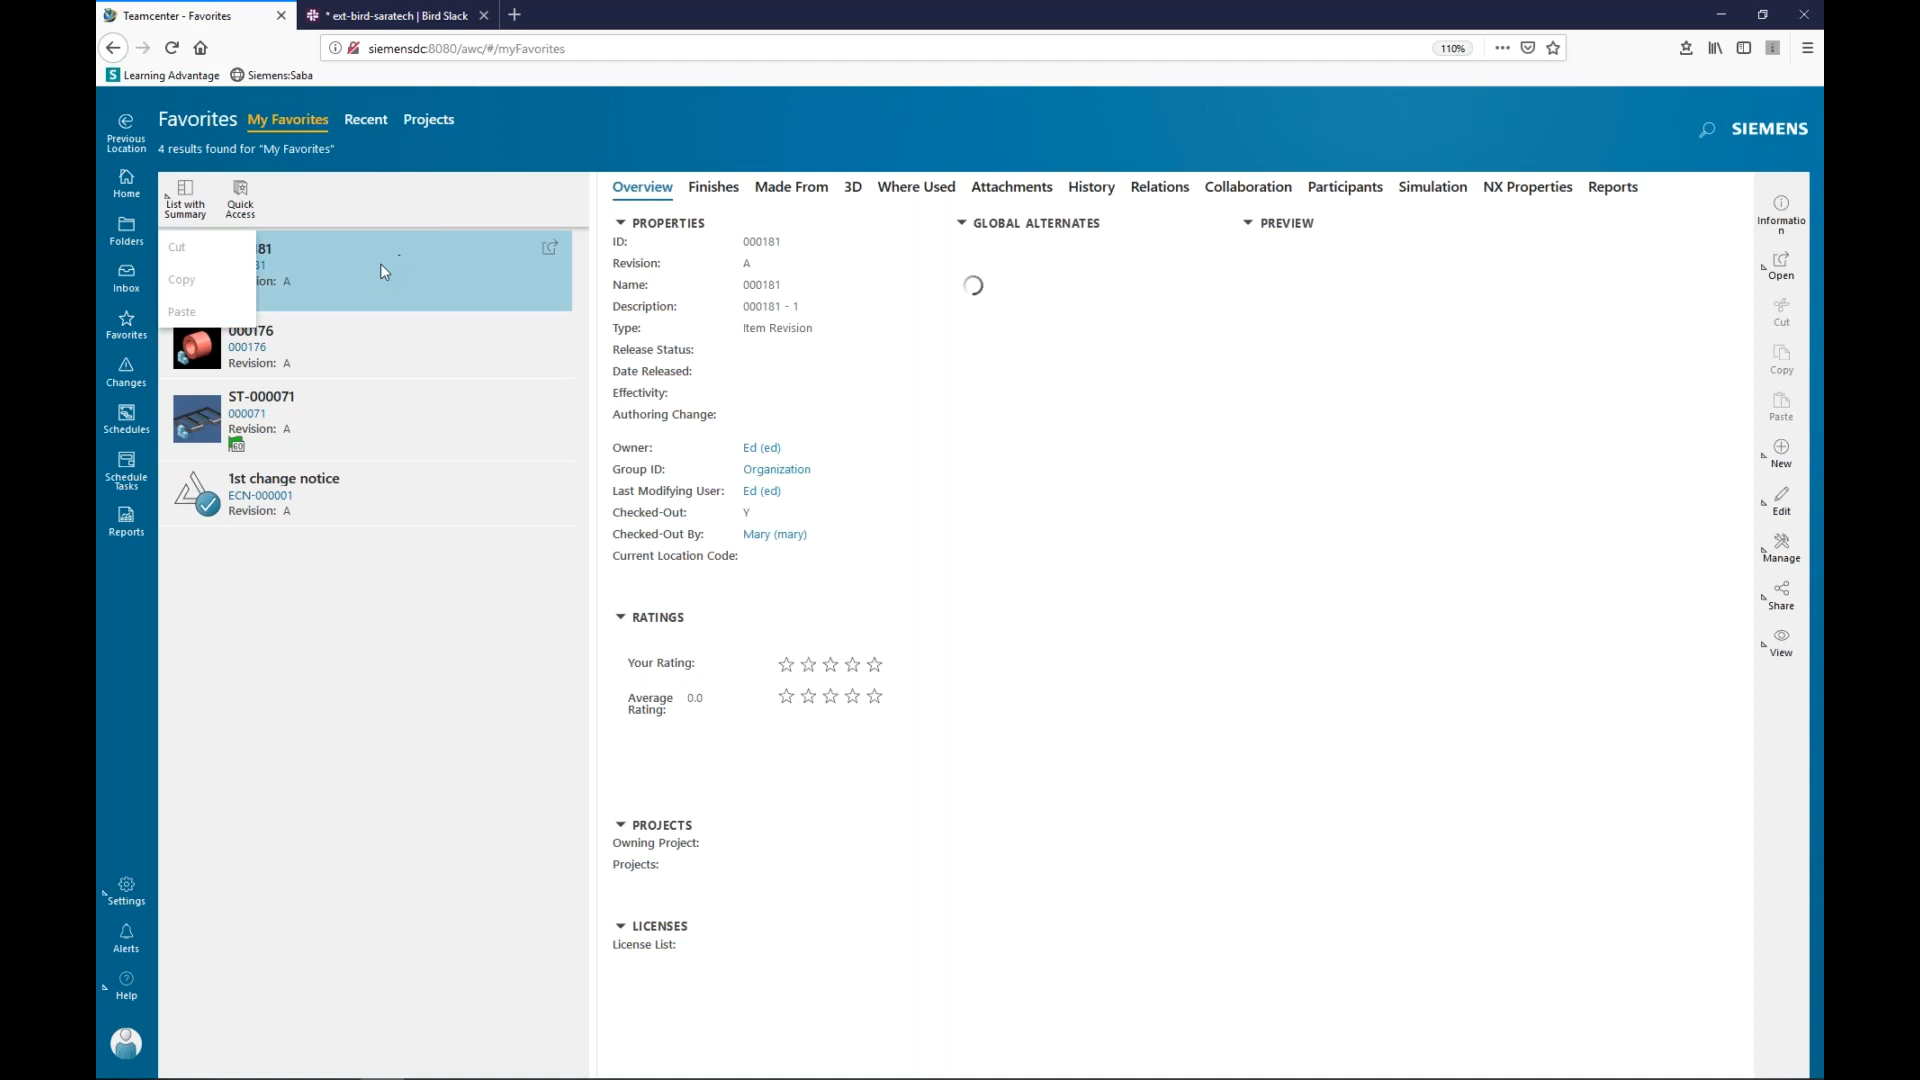 Teamcenter - Favorites
* ext-bird-saratech | Bird Slack
siemensdc:8080/awc/#/myFavorites
110%
Learning Advantage
Siemens:Saba
Previous
Location
Favorites
My Favorites
Recent
Projects
4 results found for "My Favorites"
SIEMENS
Home
Folders
Inbox
Favorites
Changes
Schedules
Schedule
Tasks
Reports
Settings
Alerts
Help
List with
Summary
Quick
Access
Cut
Copy
Paste
181
31
ion: A
000176
000176
Revision: A
ST-000071
000071
Revision: A
60
1st change notice
ECN-000001
Revision: A
Overview
Finishes
Made From
3D
Where Used
Attachments
History
Relations
Collaboration
Participants
Simulation
NX Properties
Reports
PROPERTIES
ID: 000181
Revision: A
Name: 000181
Description: 000181 - 1
Type: Item Revision
Release Status:
Date Released:
Effectivity:
Authoring Change:
Owner: Ed (ed)
Group ID: Organization
Last Modifying User: Ed (ed)
Checked-Out: Y
Checked-Out By: Mary (mary)
Current Location Code:
RATINGS
Your Rating:
Average
Rating:
0.0
PROJECTS
Owning Project:
Projects:
LICENSES
License List:
GLOBAL ALTERNATES
PREVIEW
Informatio
n
Open
Cut
Copy
Paste
New
Edit
Manage
Share
View